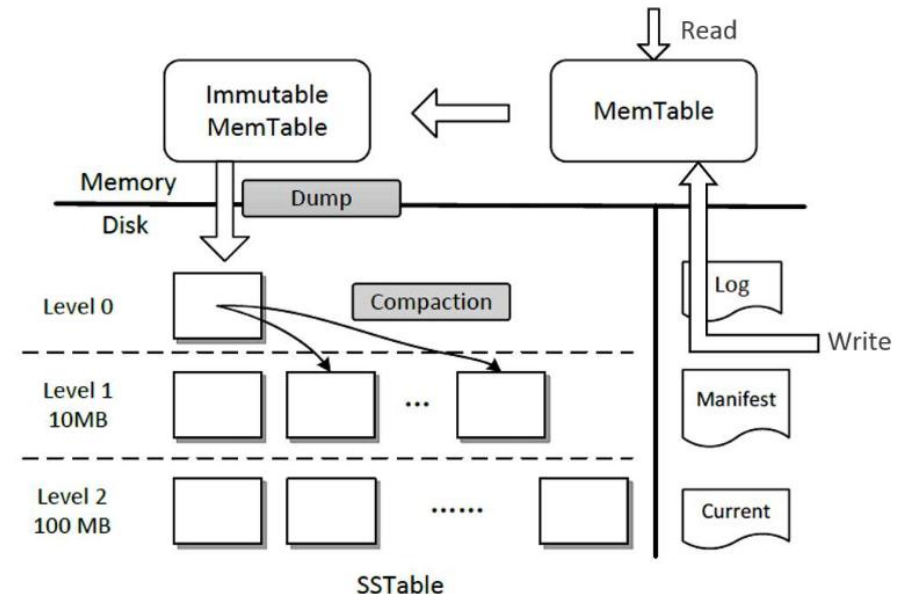 Read
Immutable
MemTable
MemTable
Memory
Dump
Disk
Log
Level 0
Compaction
Write
Level 1
10MB
...
Manifest
Level 2
100 MB
......
Current
SSTable